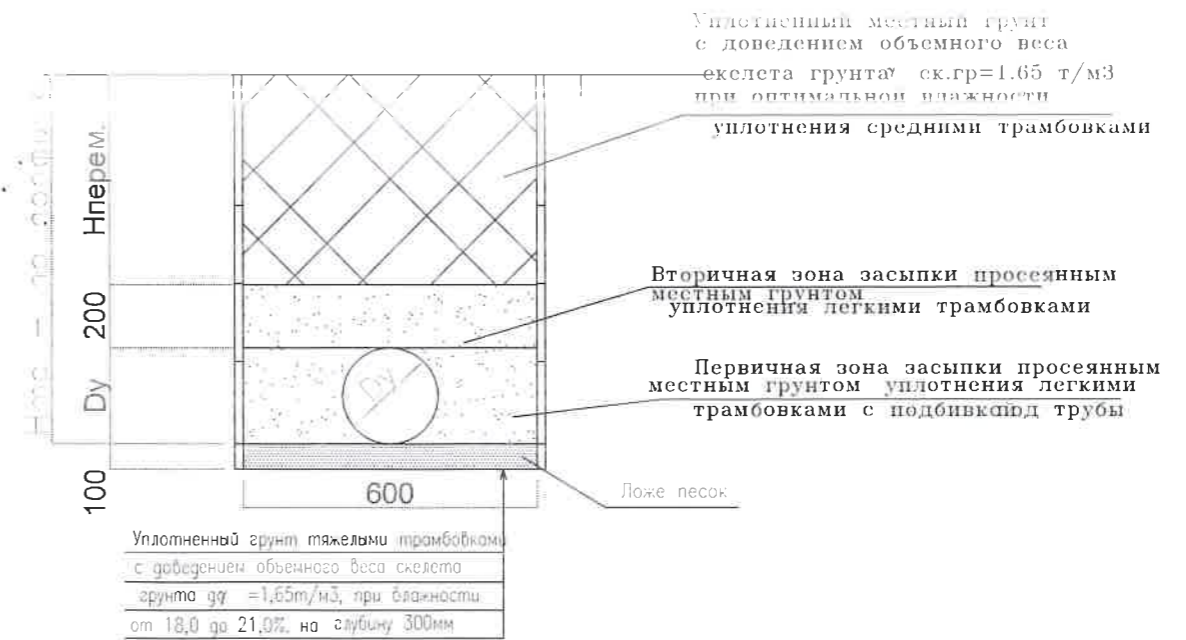 Уплотненный местный грунт
с доведением объемного веса
скелета грунтаγ ск.гр=1.65 т/м3
при оптимальной влажности
уплотнения средними трамбовками
Нперем.
200
Dy
100
Вторичная зона засыпки просеянным
местным грунтом
уплотнения легкими трамбовками
Dy
Первичная зона засыпки просеянным
местным грунтом уплотнения легкими
трамбовками с подбивкой под трубы
600
Ложе песок
Уплотненный грунт тяжелыми трамбовками
с доведением объемного веса скелета
грунта доγ =1,65т/м3, при влажности
от 18,0 до 21,0%. на глубину 300мм